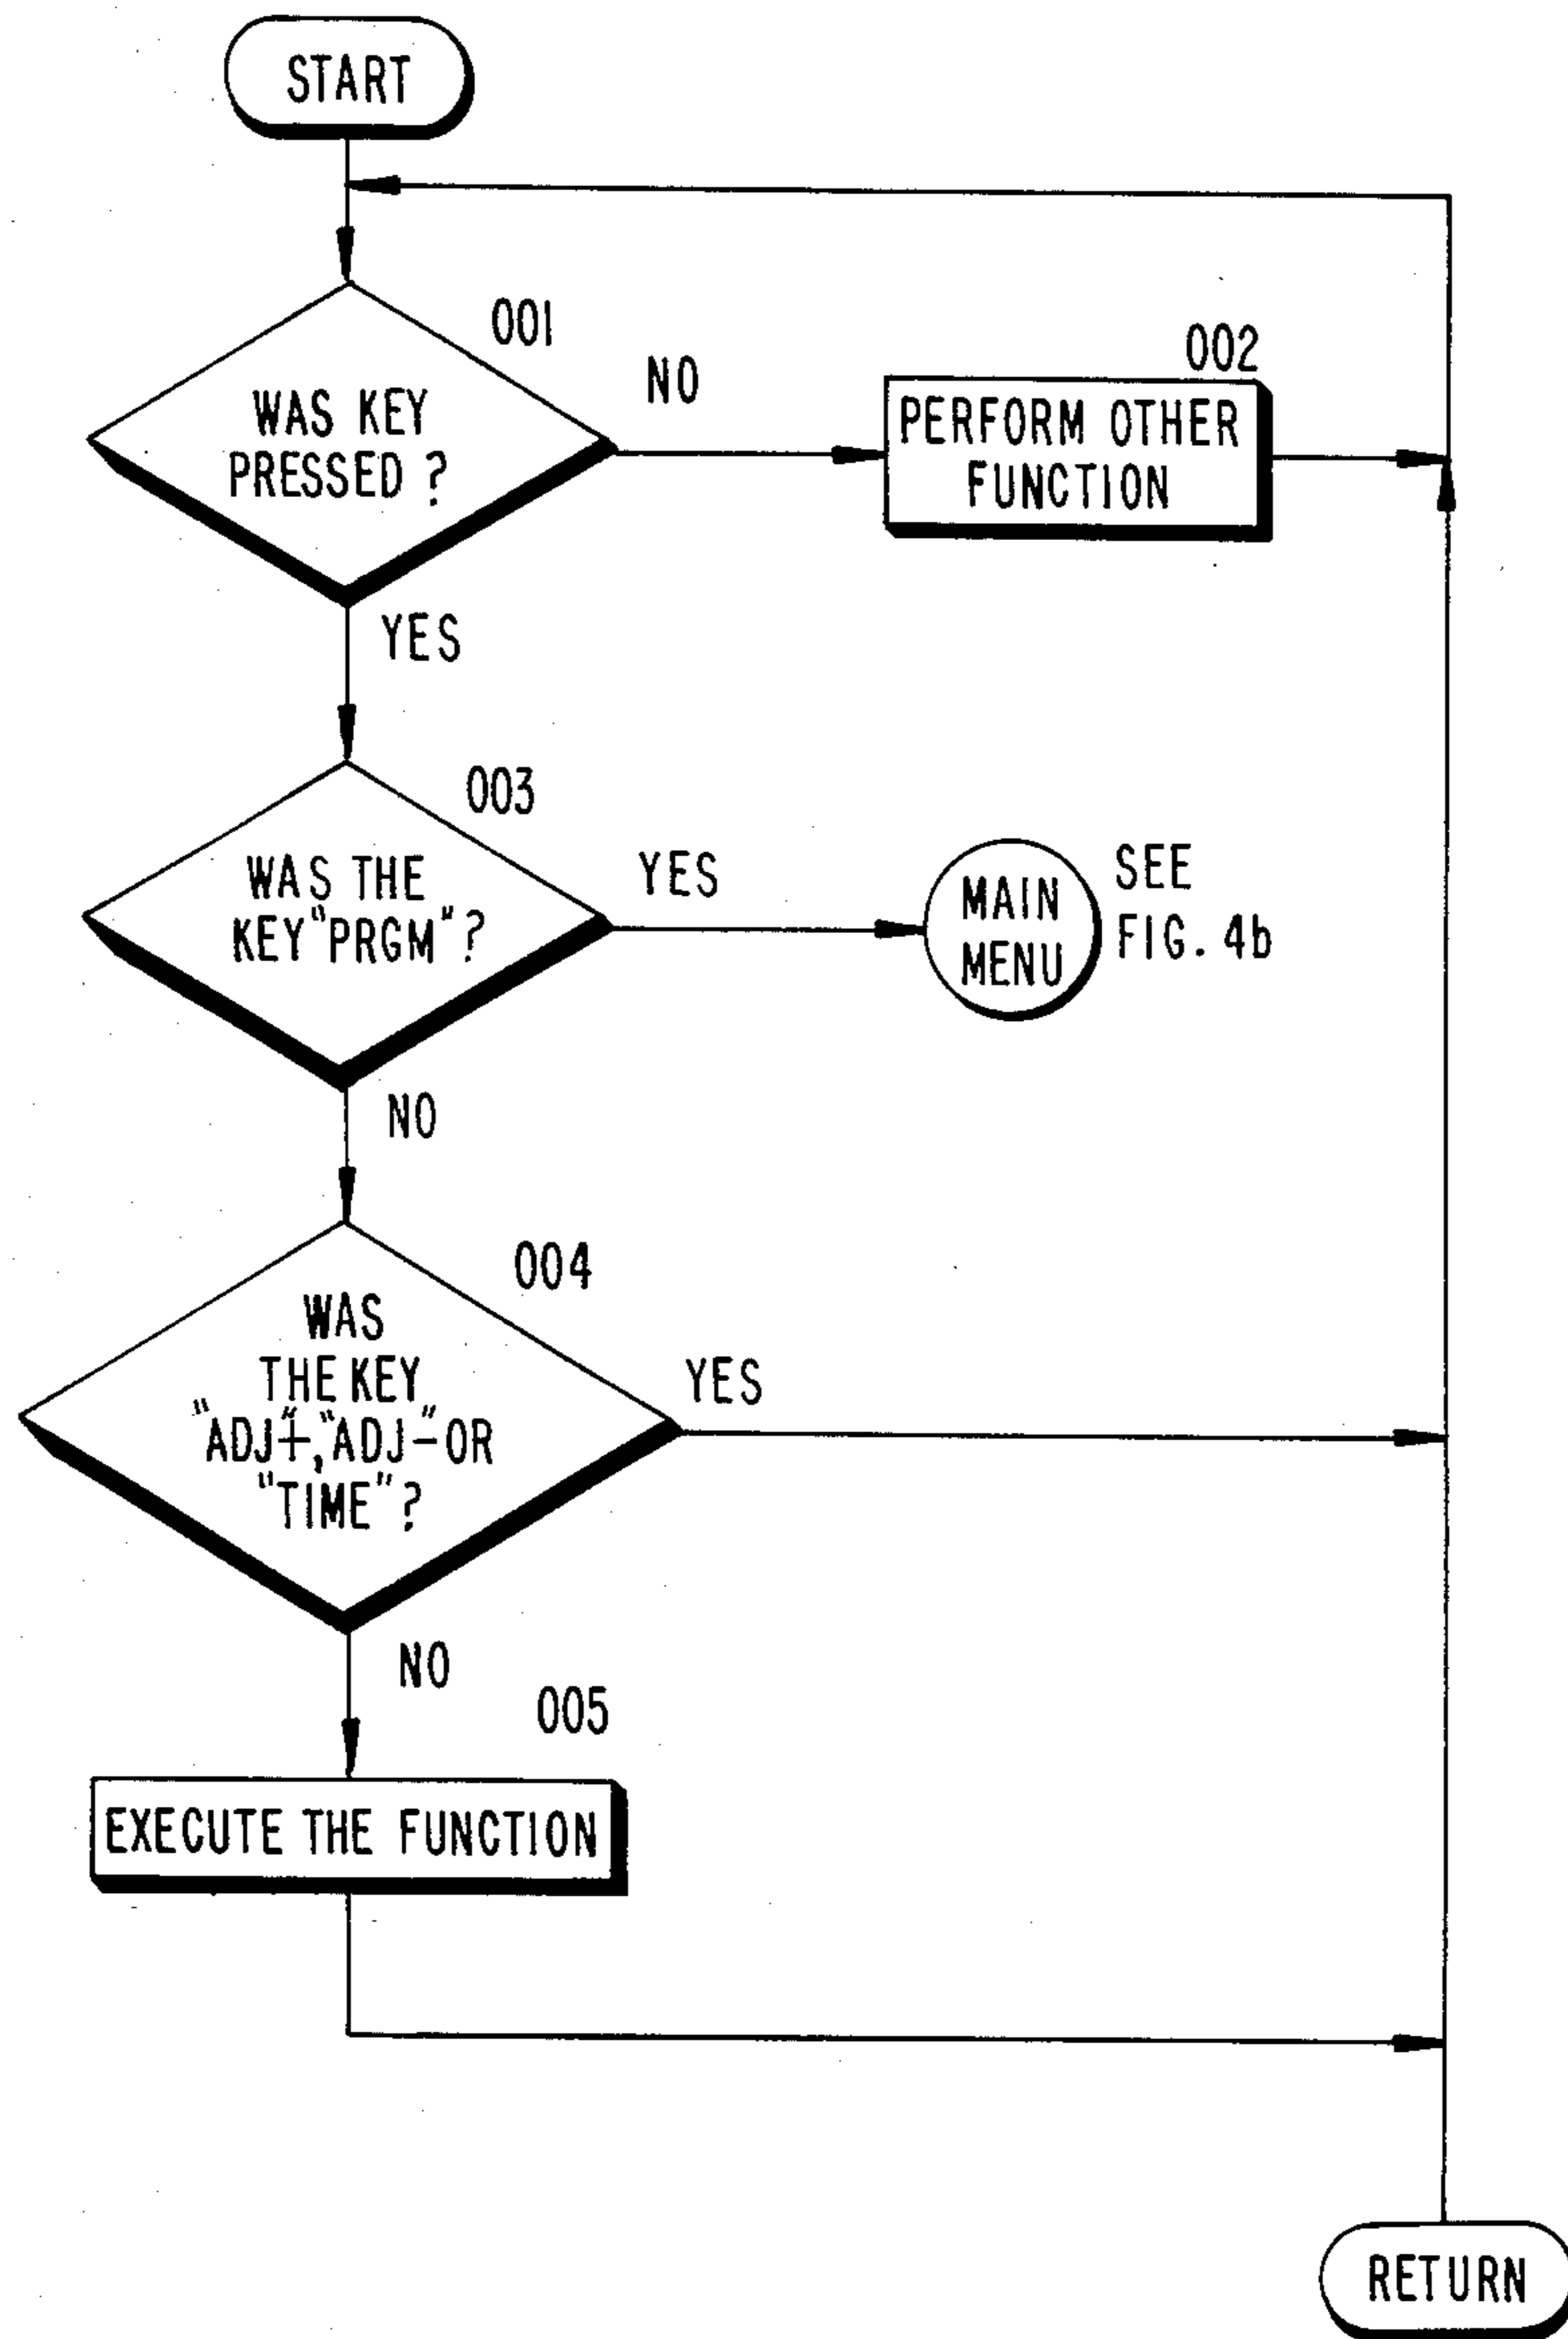 START
001
NO
002
WAS KEY
PRESSED ?
PERFORM OTHER
FUNCTION
YES
003
WAS THE
KEY "PRGM" ?
YES
MAIN
MENU
SEE
FIG. 4b
NO
004
WAS
THE KEY
"ADJ+", "ADJ-" OR
"TIME" ?
YES
NO
005
EXECUTE THE FUNCTION
RETURN